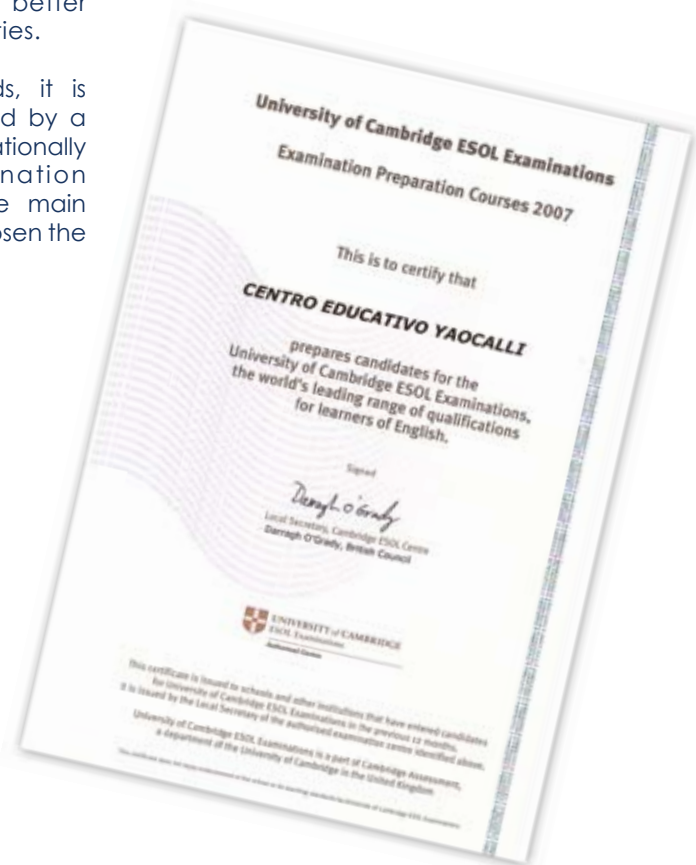 better
ries.
ds, it is
d by a
ationally
nation
e main
osen the
University of Cambridge ESOL Examinations
Examination Preparation Courses 2007
This is to certify that
CENTRO EDUCATIVO YAOCALLI
prepares candidates for the
University of Cambridge ESOL Examinations,
the world's leading range of qualifications
for learners of English.
Signed
Darragh O'Grady
Local Secretary, Cambridge ESOL Centre
Darragh O'Grady, British Council
UNIVERSITY of CAMBRIDGE
ESOL Examinations
Authorised Centre
This certificate is issued to schools and other institutions that have entered candidates
for University of Cambridge ESOL Examinations in the previous 12 months.
It is issued by the Local Secretary of the authorised examination centre identified above.
University of Cambridge ESOL Examinations is a part of Cambridge Assessment,
a department of the University of Cambridge in the United Kingdom